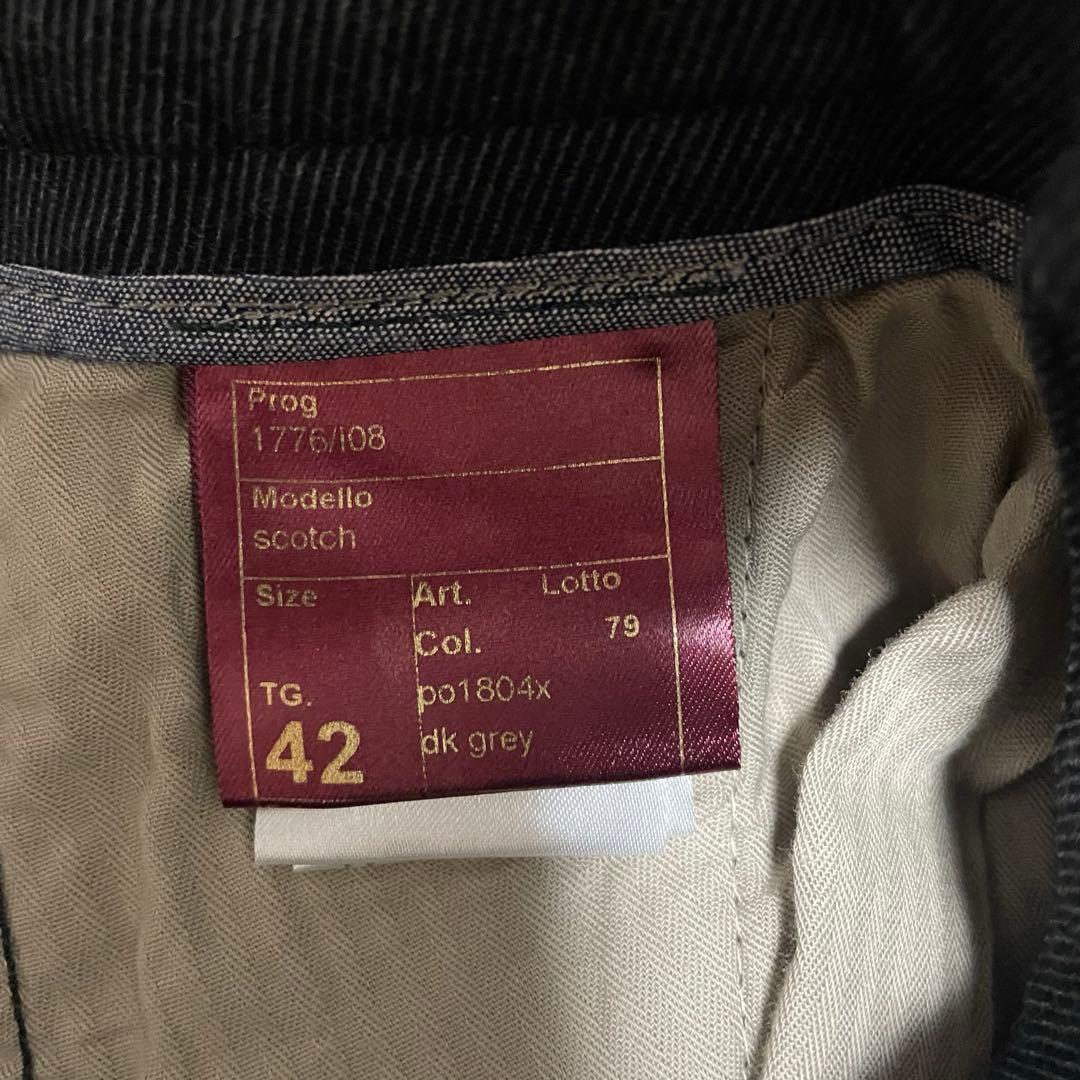 Prog
1776/I08
Modello
scotch
Size
Art. Lotto
Col. 79
TG.
po1804x
42
dk grey